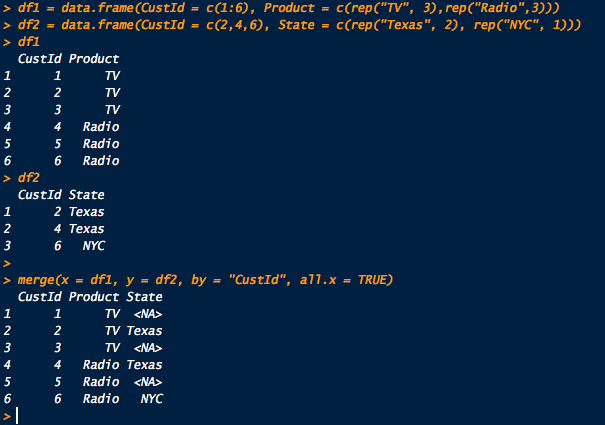 > df1 = data.frame(CustId = c(1:6), Product = c(rep("TV", 3),rep("Radio",3)))
> df2 = data.frame(CustId = c(2,4,6), State = c(rep("Texas", 2), rep("NYC", 1)))
> df1
  CustId Product
1      1      TV
2      2      TV
3      3      TV
4      4   Radio
5      5   Radio
6      6   Radio
> df2
  CustId State
1      2 Texas
2      4 Texas
3      6   NYC
>
> merge(x = df1, y = df2, by = "CustId", all.x = TRUE)
  CustId Product State
1      1      TV  <NA>
2      2      TV Texas
3      3      TV  <NA>
4      4   Radio Texas
5      5   Radio  <NA>
6      6   Radio   NYC
>